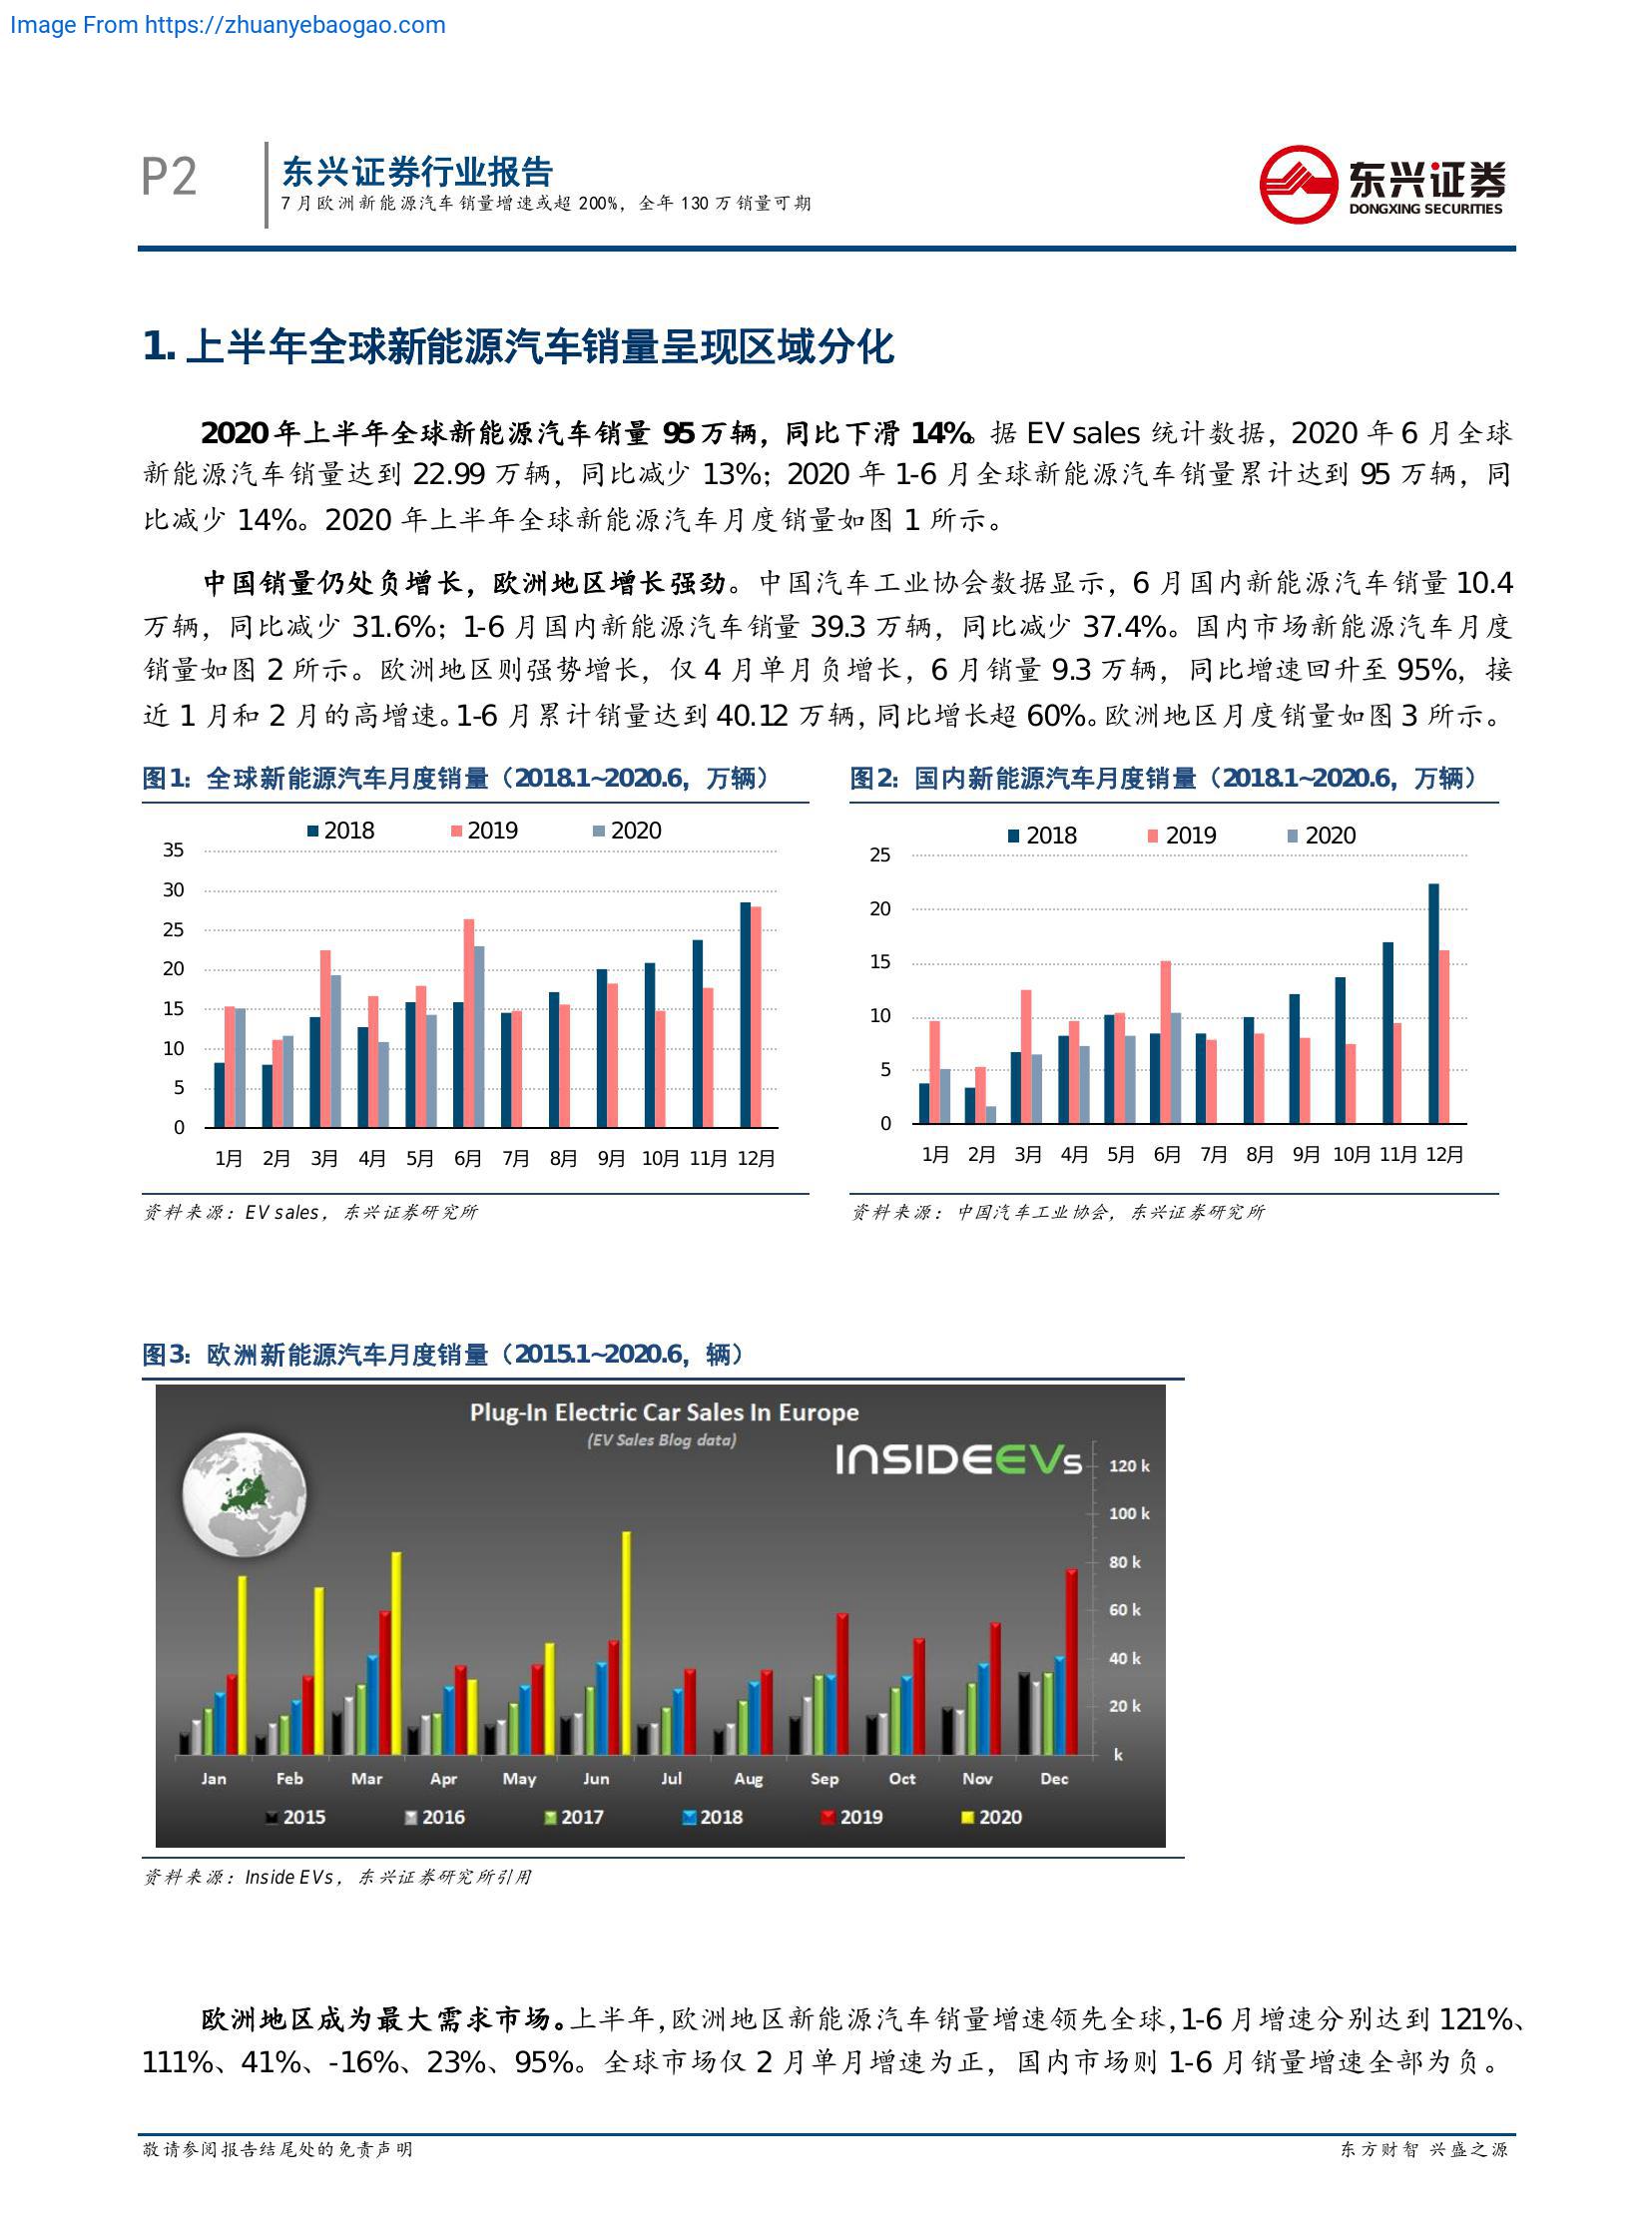 Image From https://zhuanyebaogao.com
P2
东兴证券行业报告
7 月欧洲新能源汽车销量增速或超 200%，全年 130 万销量可期
东兴证券
DONGXING SECURITIES
1. 上半年全球新能源汽车销量呈现区域分化
2020 年上半年全球新能源汽车销量 95 万辆，同比下滑 14%。据 EV sales 统计数据，2020 年 6 月全球
新能源汽车销量达到 22.99 万辆，同比减少 13%；2020 年 1-6 月全球新能源汽车销量累计达到 95 万辆，同
比减少 14%。2020 年上半年全球新能源汽车月度销量如图 1 所示。
中国销量仍处负增长，欧洲地区增长强劲。中国汽车工业协会数据显示，6 月国内新能源汽车销量 10.4
万辆，同比减少 31.6%；1-6 月国内新能源汽车销量 39.3 万辆，同比减少 37.4%。国内市场新能源汽车月度
销量如图 2 所示。欧洲地区则强势增长，仅 4 月单月负增长，6 月销量 9.3 万辆，同比增速回升至 95%，接
近 1 月和 2 月的高增速。1-6 月累计销量达到 40.12 万辆，同比增长超 60%。欧洲地区月度销量如图 3 所示。
图1：全球新能源汽车月度销量（2018.1~2020.6，万辆）
2018 2019 2020
35
30
25
20
15
10
5
0
1月 2月 3月 4月 5月 6月 7月 8月 9月 10月 11月 12月
资料来源：EV sales，东兴证券研究所
图2：国内新能源汽车月度销量（2018.1~2020.6，万辆）
2018 2019 2020
25
20
15
10
5
0
1月 2月 3月 4月 5月 6月 7月 8月 9月 10月 11月 12月
资料来源：中国汽车工业协会，东兴证券研究所
图3：欧洲新能源汽车月度销量（2015.1~2020.6，辆）
Plug-In Electric Car Sales In Europe
(EV Sales Blog data)
INSIDEEVs
120 k
100 k
80 k
60 k
40 k
20 k
k
Jan Feb Mar Apr May Jun Jul Aug Sep Oct Nov Dec
2015 2016 2017 2018 2019 2020
资料来源：Inside EVs，东兴证券研究所引用
欧洲地区成为最大需求市场。上半年，欧洲地区新能源汽车销量增速领先全球，1-6 月增速分别达到 121%、
111%、41%、-16%、23%、95%。全球市场仅 2 月单月增速为正，国内市场则 1-6 月销量增速全部为负。
敬请参阅报告结尾处的免责声明
东方财智 兴盛之源